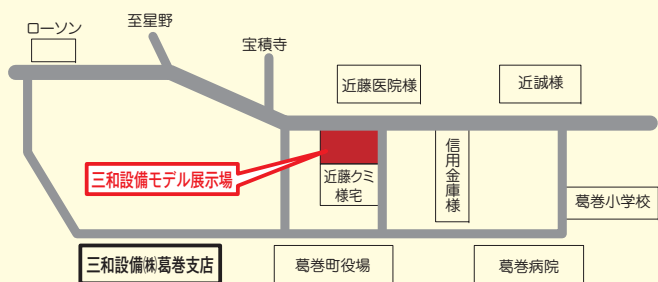 ローソン
至星野
宝積寺
近藤医院様
近誠様
三和設備モデル展示場
近藤クミ
様宅
信用金庫様
葛巻小学校
三和設備㈱葛巻支店
葛巻町役場
葛巻病院